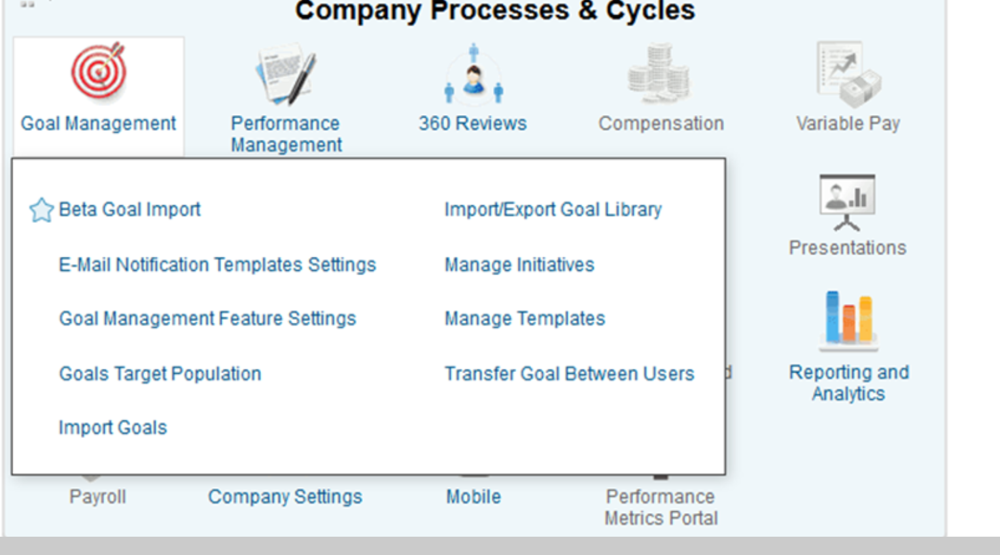 Company Processes & Cycles
Goal Management
Performance
Management
360 Reviews
Compensation
Variable Pay
Beta Goal Import
Import/Export Goal Library
E-Mail Notification Templates Settings
Manage Initiatives
Goal Management Feature Settings
Manage Templates
Goals Target Population
Transfer Goal Between Users
Import Goals
Presentations
Reporting and
Analytics
Payroll
Company Settings
Mobile
Performance
Metrics Portal